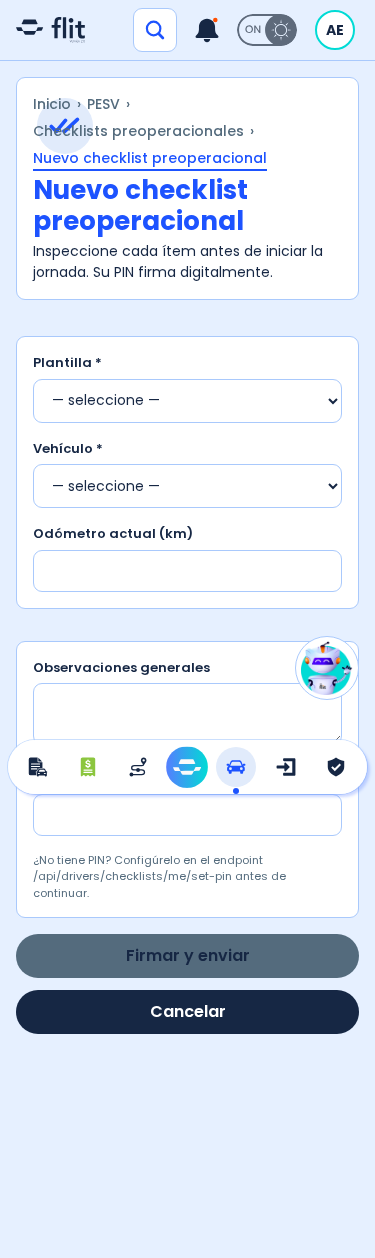 flit
ON
AE
Inicio › PESV ›
Checklists preoperacionales ›
Nuevo checklist preoperacional
Nuevo checklist
preoperacional
Inspeccione cada ítem antes de iniciar la
jornada. Su PIN firma digitalmente.
Plantilla *
— seleccione —
Vehículo *
— seleccione —
Odómetro actual (km)
Observaciones generales
¿No tiene PIN? Configúrelo en el endpoint
/api/drivers/checklists/me/set-pin antes de
continuar.
Firmar y enviar
Cancelar